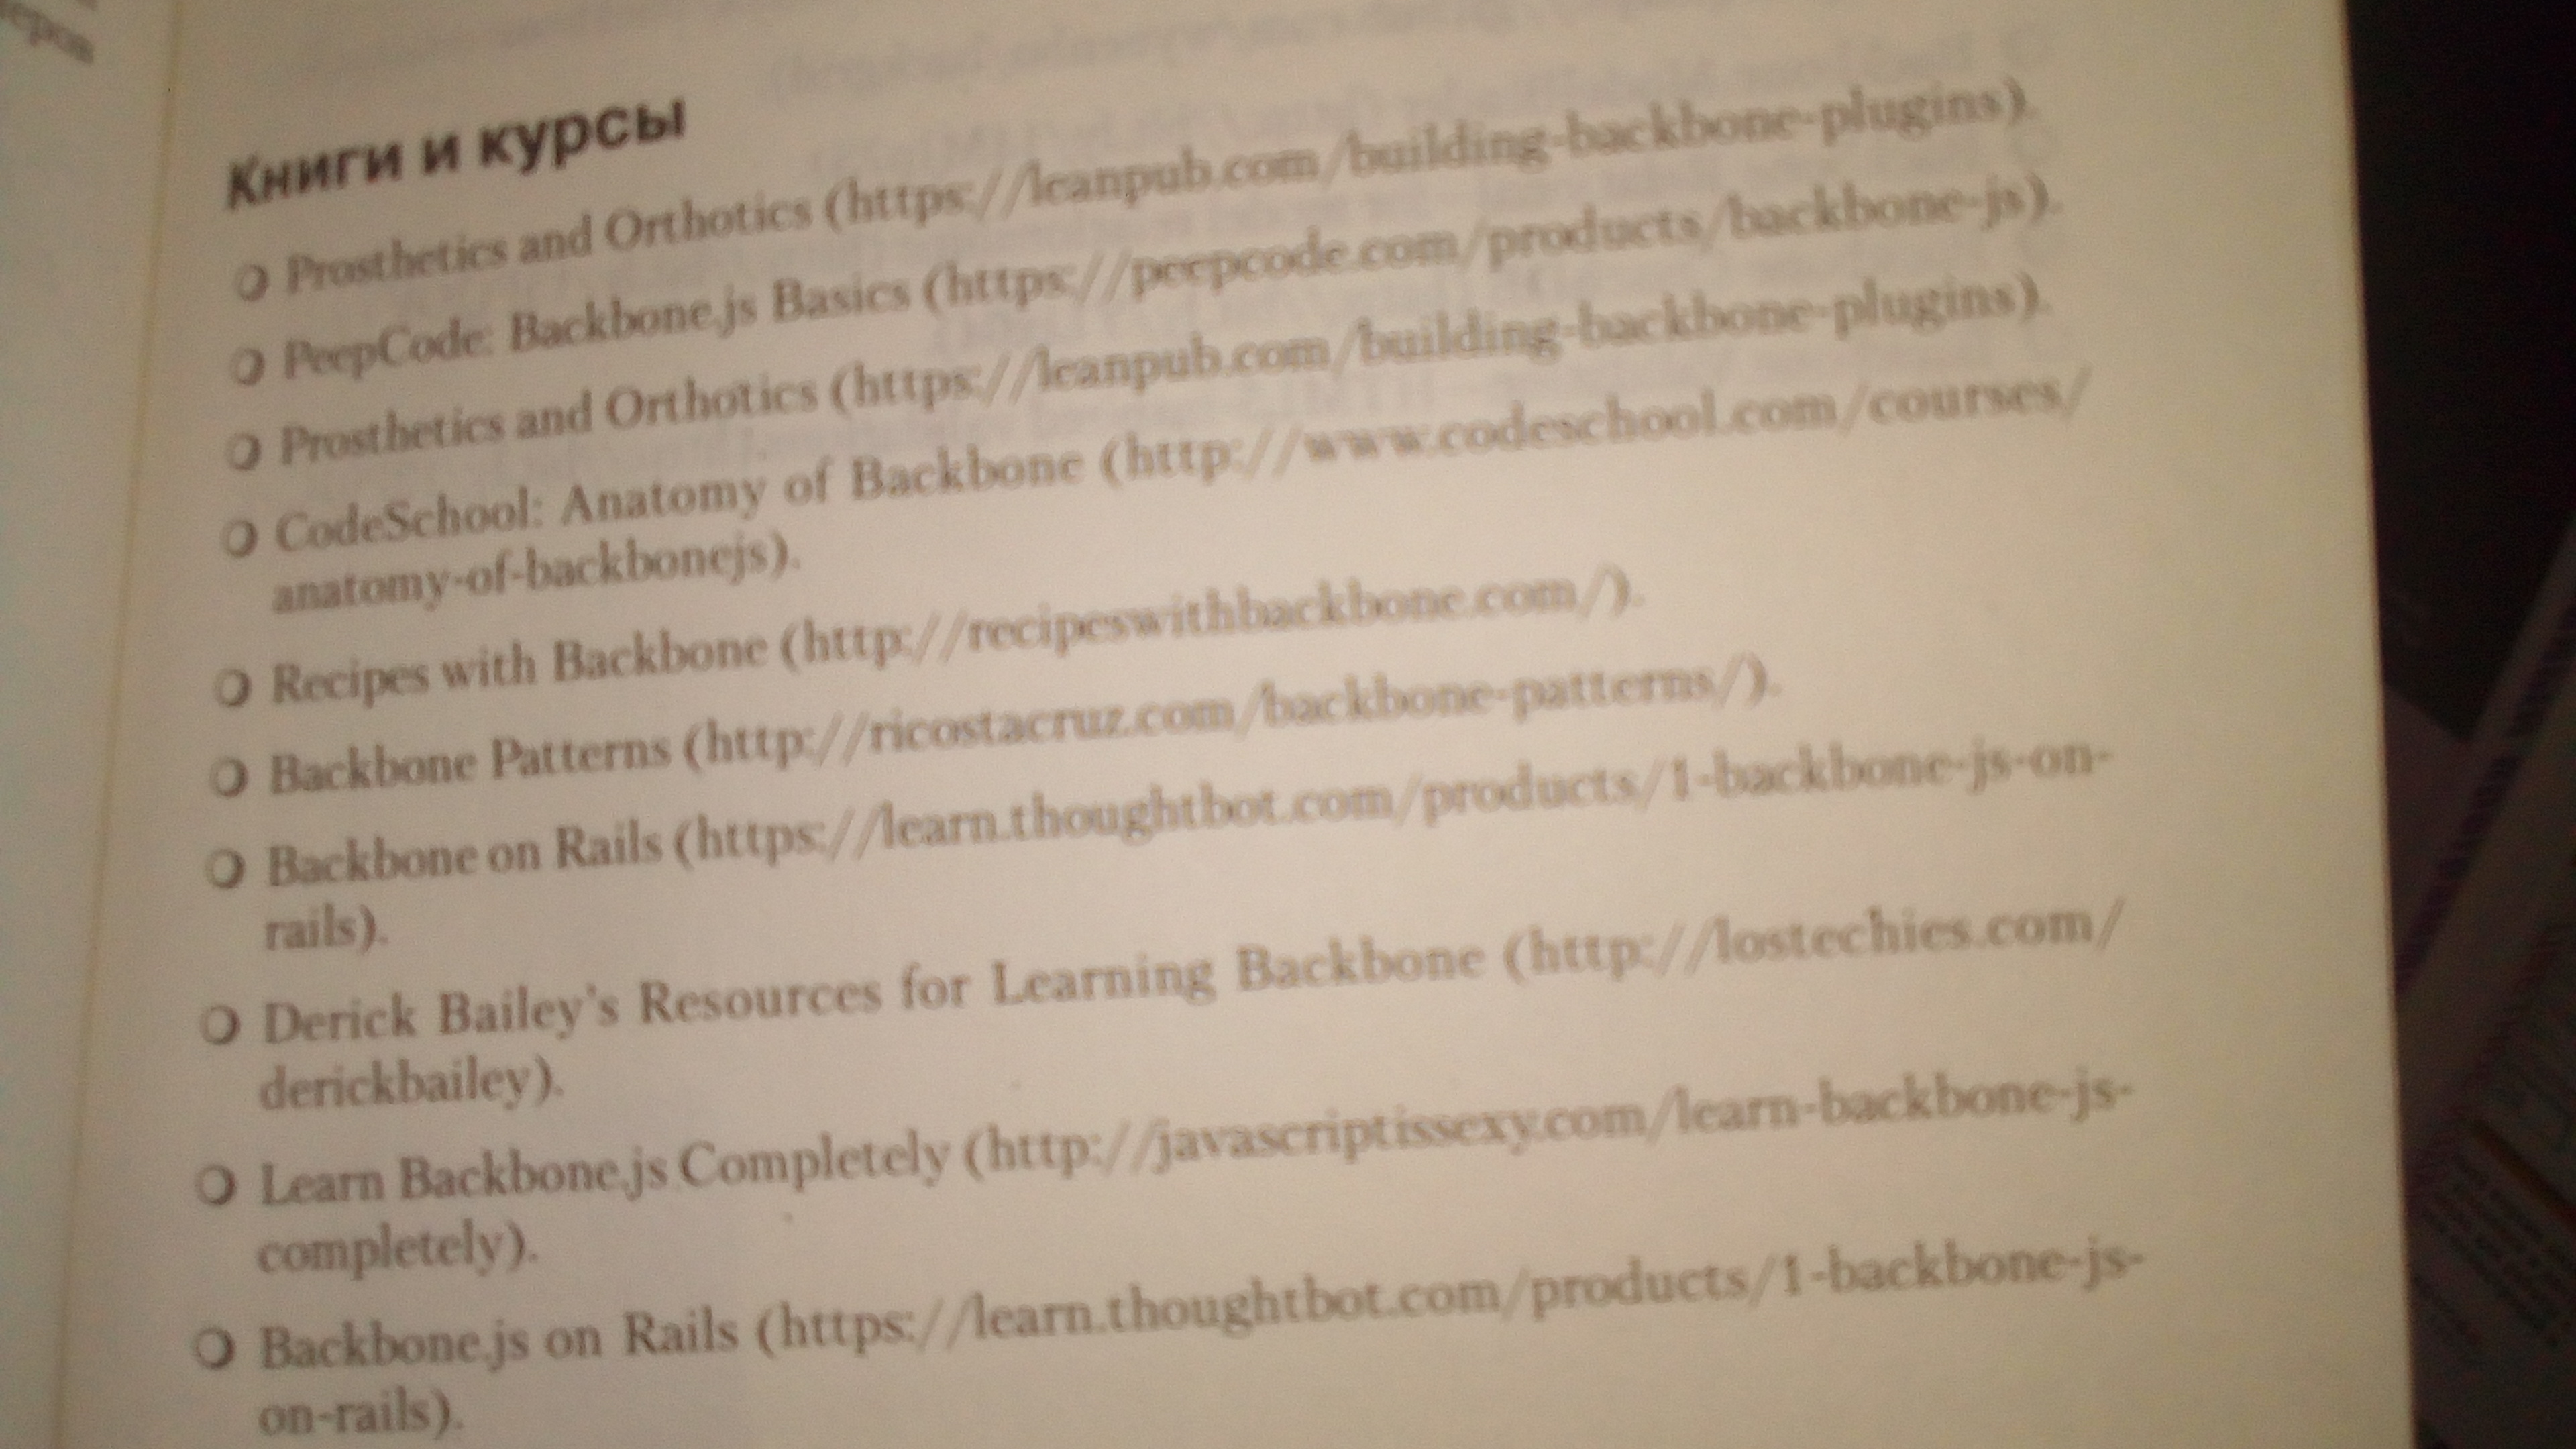 Книги и курсы
❍ Prosthetics and Orthotics (https://leanpub.com/building-backbone-plugins).
❍ PeepCode: Backbone.js Basics (https://peepcode.com/products/backbone-js).
❍ Prosthetics and Orthotics (https://leanpub.com/building-backbone-plugins).
❍ CodeSchool: Anatomy of Backbone (http://www.codeschool.com/courses/
anatomy-of-backbonejs).
❍ Recipes with Backbone (http://recipeswithbackbone.com/).
❍ Backbone Patterns (http://ricostacruz.com/backbone-patterns/).
❍ Backbone on Rails (https://learn.thoughtbot.com/products/1-backbone-js-on-
rails).
❍ Derick Bailey’s Resources for Learning Backbone (http://lostechies.com/
derickbailey).
❍ Learn Backbone.js Completely (http://javascriptissexy.com/learn-backbone-js-
completely).
❍ Backbone.js on Rails (https://learn.thoughtbot.com/products/1-backbone-js-
on-rails).